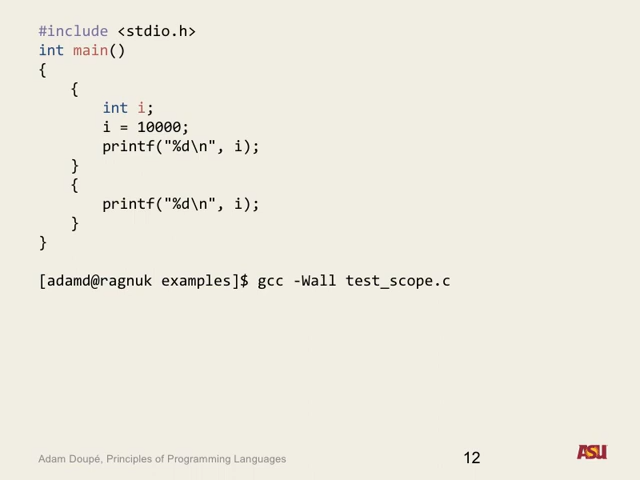 #include <stdio.h>
int main()
{
{
int i;
i = 10000;
printf("%d\n", i);
}
{
printf("%d\n", i);
}
}
[adamd@ragnuk examples]$ gcc -Wall test_scope.c
Adam Doupé, Principles of Programming Languages
12
ASU